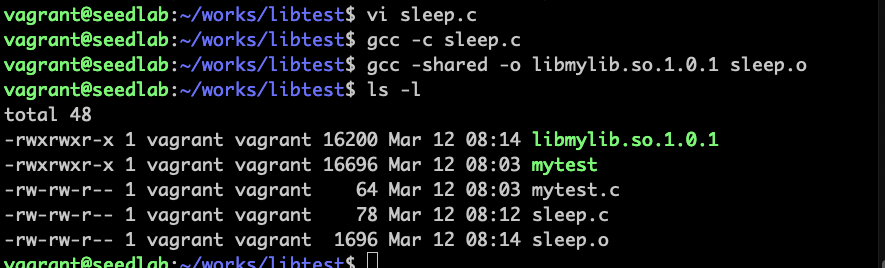 vagrant@seedlab:~/works/libtest$ vi sleep.c
vagrant@seedlab:~/works/libtest$ gcc -c sleep.c
vagrant@seedlab:~/works/libtest$ gcc -shared -o libmylib.so.1.0.1 sleep.o
vagrant@seedlab:~/works/libtest$ ls -l
total 48
-rwxrwxr-x 1 vagrant vagrant 16200 Mar 12 08:14 libmylib.so.1.0.1
-rwxrwxr-x 1 vagrant vagrant 16696 Mar 12 08:03 mytest
-rw-rw-r-- 1 vagrant vagrant    64 Mar 12 08:03 mytest.c
-rw-rw-r-- 1 vagrant vagrant    78 Mar 12 08:12 sleep.c
-rw-rw-r-- 1 vagrant vagrant  1696 Mar 12 08:14 sleep.o
vagrant@seedlab:~/works/libtest$